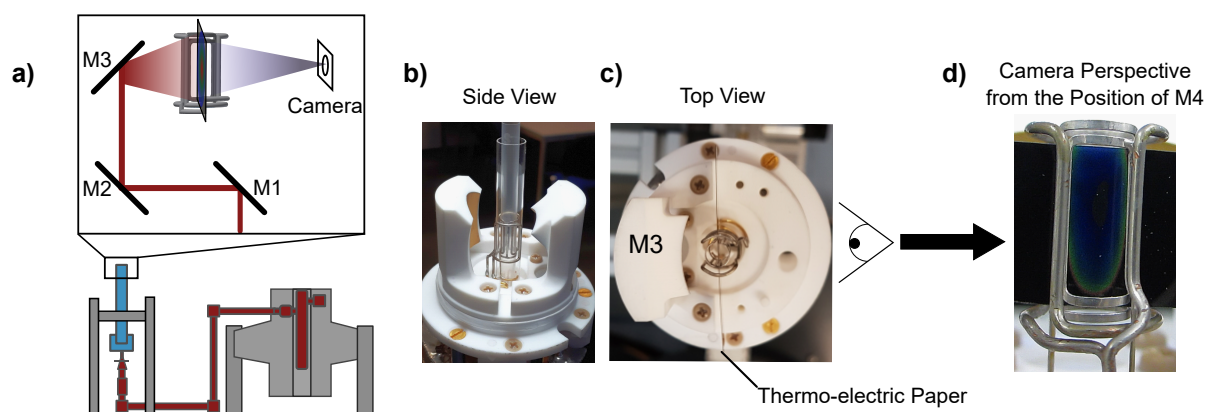 a)
M3
Camera
M2
M1
b)
Side View
c)
Top View
M3
Thermo-electric Paper
d)
Camera Perspective
from the Position of M4